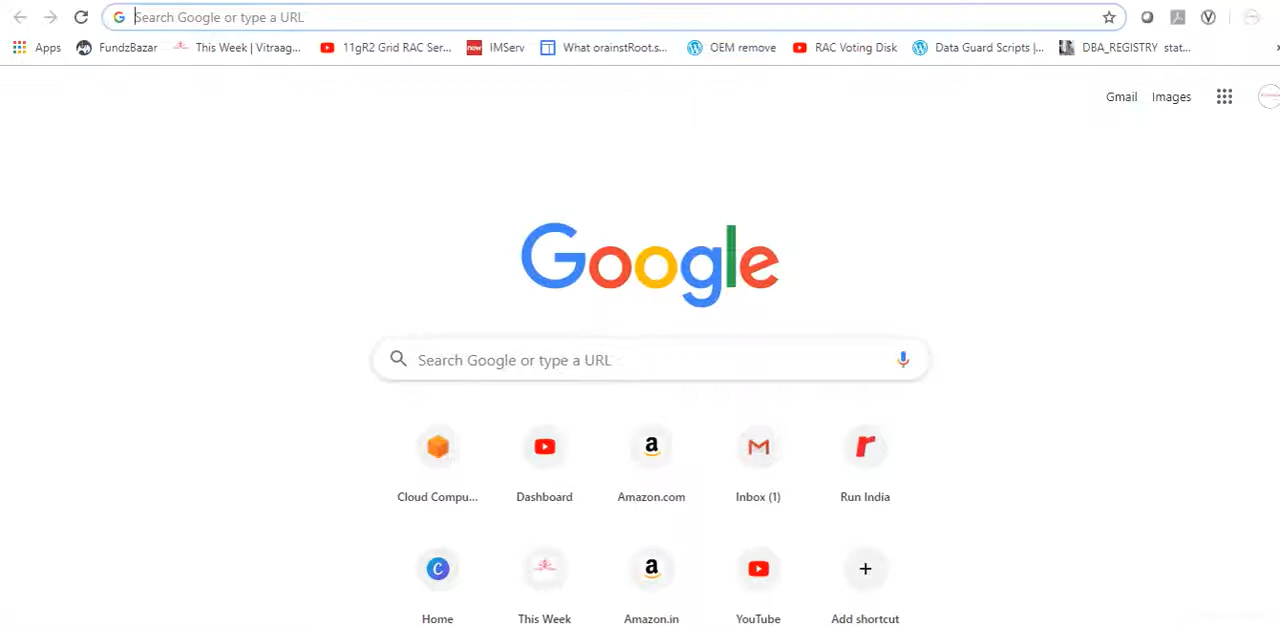 Search Google or type a URL
Apps FundzBazar This Week | Vitraag... 11gR2 Grid RAC Ser... now IMServ What orainstRoot.s... OEM remove RAC Voting Disk Data Guard Scripts |... DBA_REGISTRY stat...
Gmail Images
Google
Search Google or type a URL
Cloud Compu... Dashboard Amazon.com Inbox (1) Run India
Home This Week Amazon.in YouTube Add shortcut